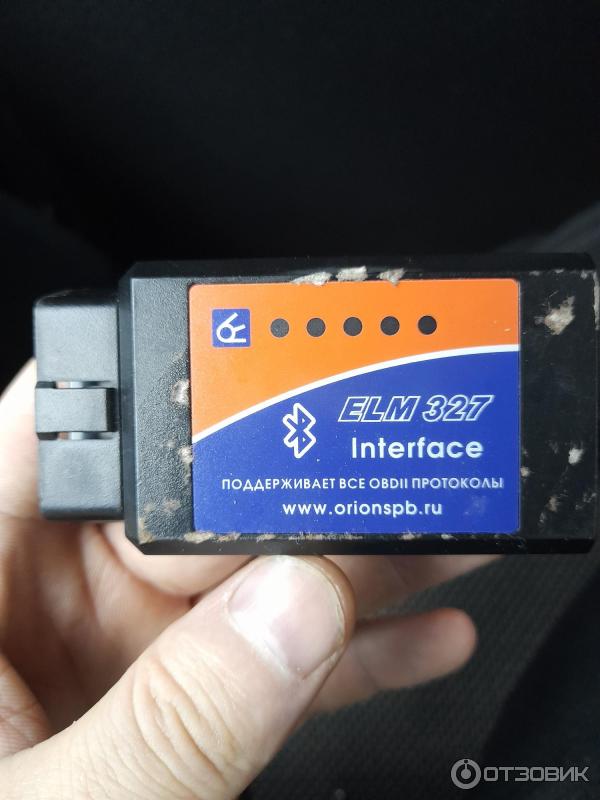 ELM 327
Interface
ПОДДЕРЖИВАЕТ ВСЕ OBDII ПРОТОКОЛЫ
www.orionspb.ru
ОТЗОВИК